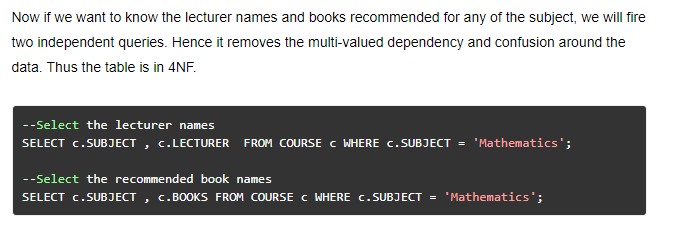 Now if we want to know the lecturer names and books recommended for any of the subject, we will fire
two independent queries. Hence it removes the multi-valued dependency and confusion around the
data. Thus the table is in 4NF.
--Select the lecturer names
SELECT c.SUBJECT , c.LECTURER  FROM COURSE c WHERE c.SUBJECT = 'Mathematics';
--Select the recommended book names
SELECT c.SUBJECT , c.BOOKS FROM COURSE c WHERE c.SUBJECT = 'Mathematics';